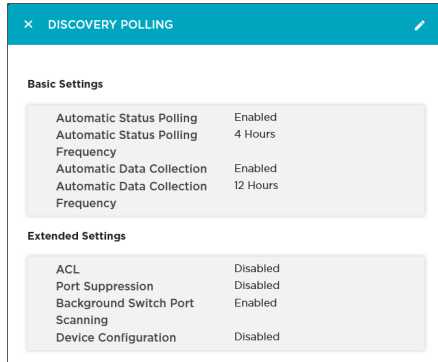 DISCOVERY POLLING
Basic Settings
Automatic Status Polling Enabled
Automatic Status Polling 4 Hours
Frequency
Automatic Data Collection Enabled
Automatic Data Collection 12 Hours
Frequency
Extended Settings
ACL Disabled
Port Suppression Disabled
Background Switch Port Enabled
Scanning
Device Configuration Disabled